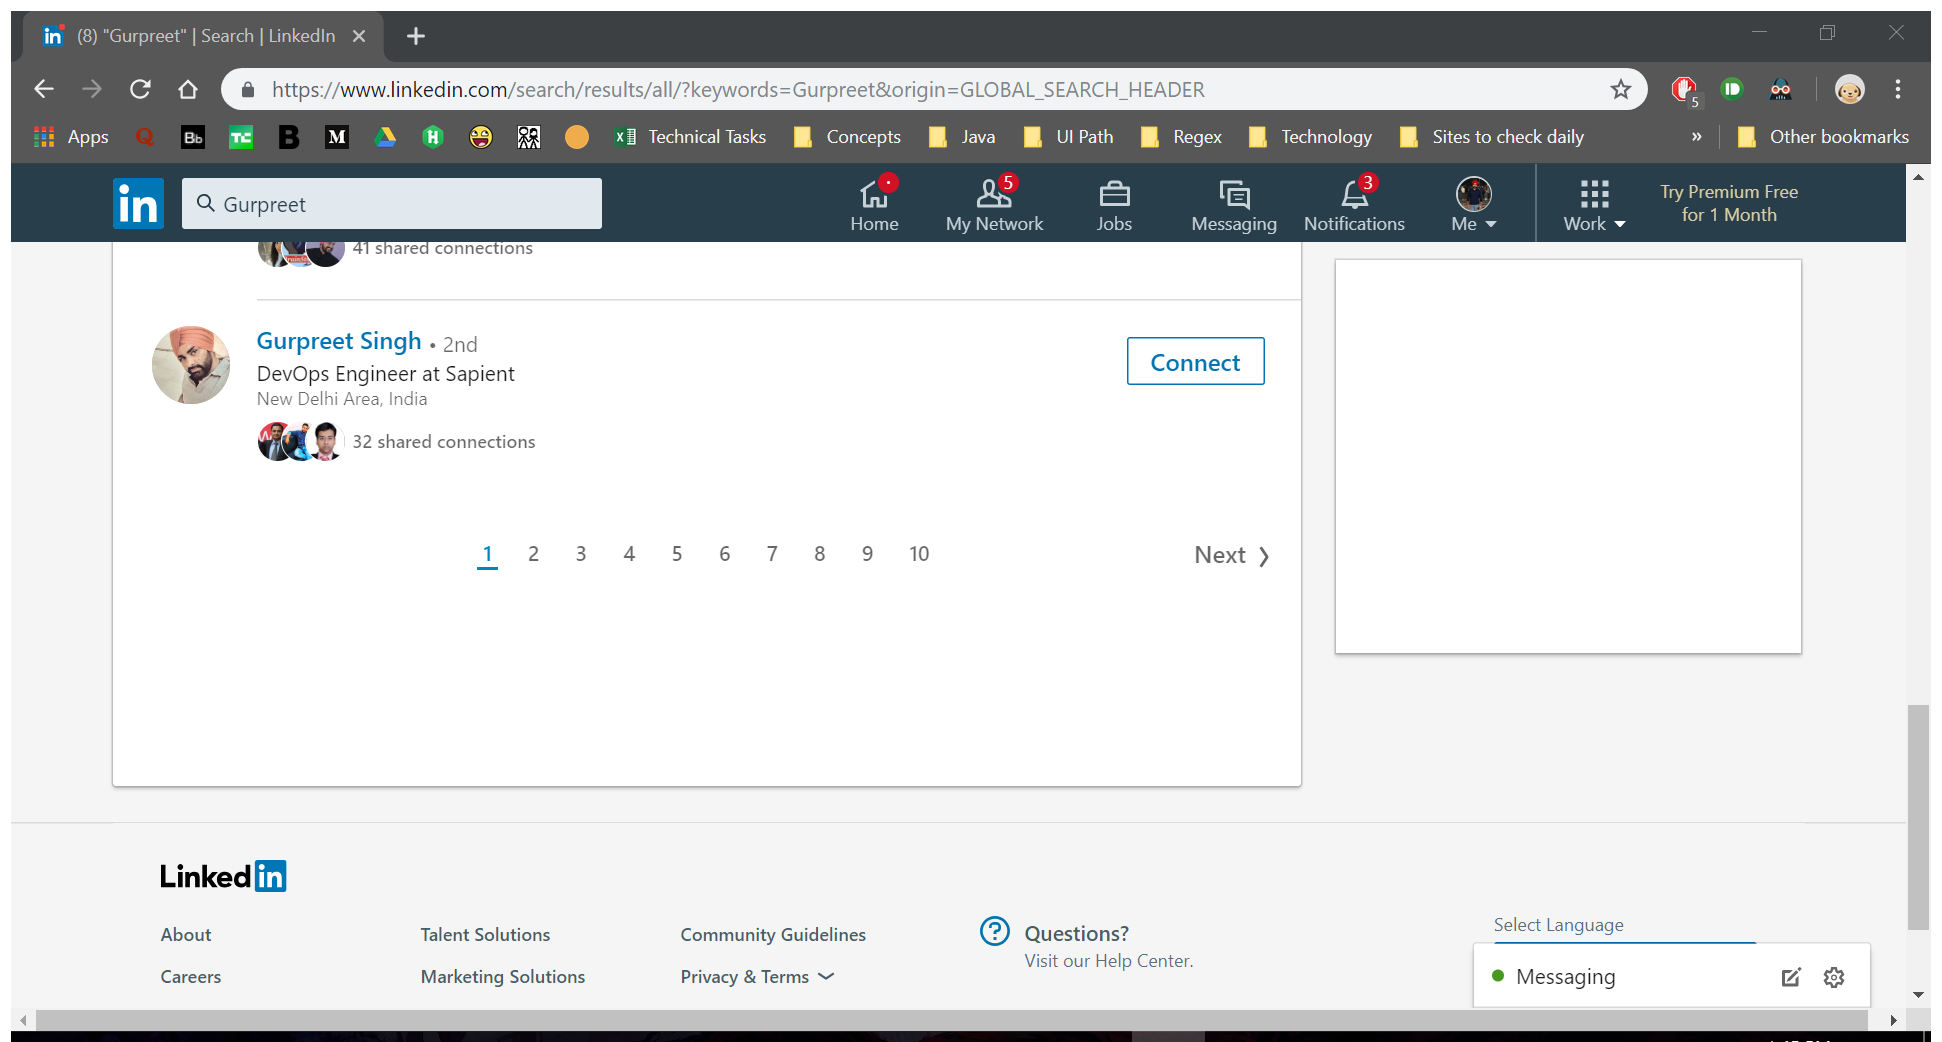 (8) "Gurpreet" | Search | LinkedIn
https://www.linkedin.com/search/results/all/?keywords=Gurpreet&origin=GLOBAL_SEARCH_HEADER
5
Apps Q Bb TC B M H Technical Tasks Concepts Java UI Path Regex Technology Sites to check daily » Other bookmarks
in Gurpreet
Home
5 My Network
Jobs
Messaging
3 Notifications
Me
Work
Try Premium Free
for 1 Month
41 shared connections
Gurpreet Singh • 2nd
Connect
DevOps Engineer at Sapient
New Delhi Area, India
32 shared connections
1 2 3 4 5 6 7 8 9 10 Next
LinkedIn
About Talent Solutions Community Guidelines
Careers Marketing Solutions Privacy & Terms
Questions?
Visit our Help Center.
Select Language
Messaging